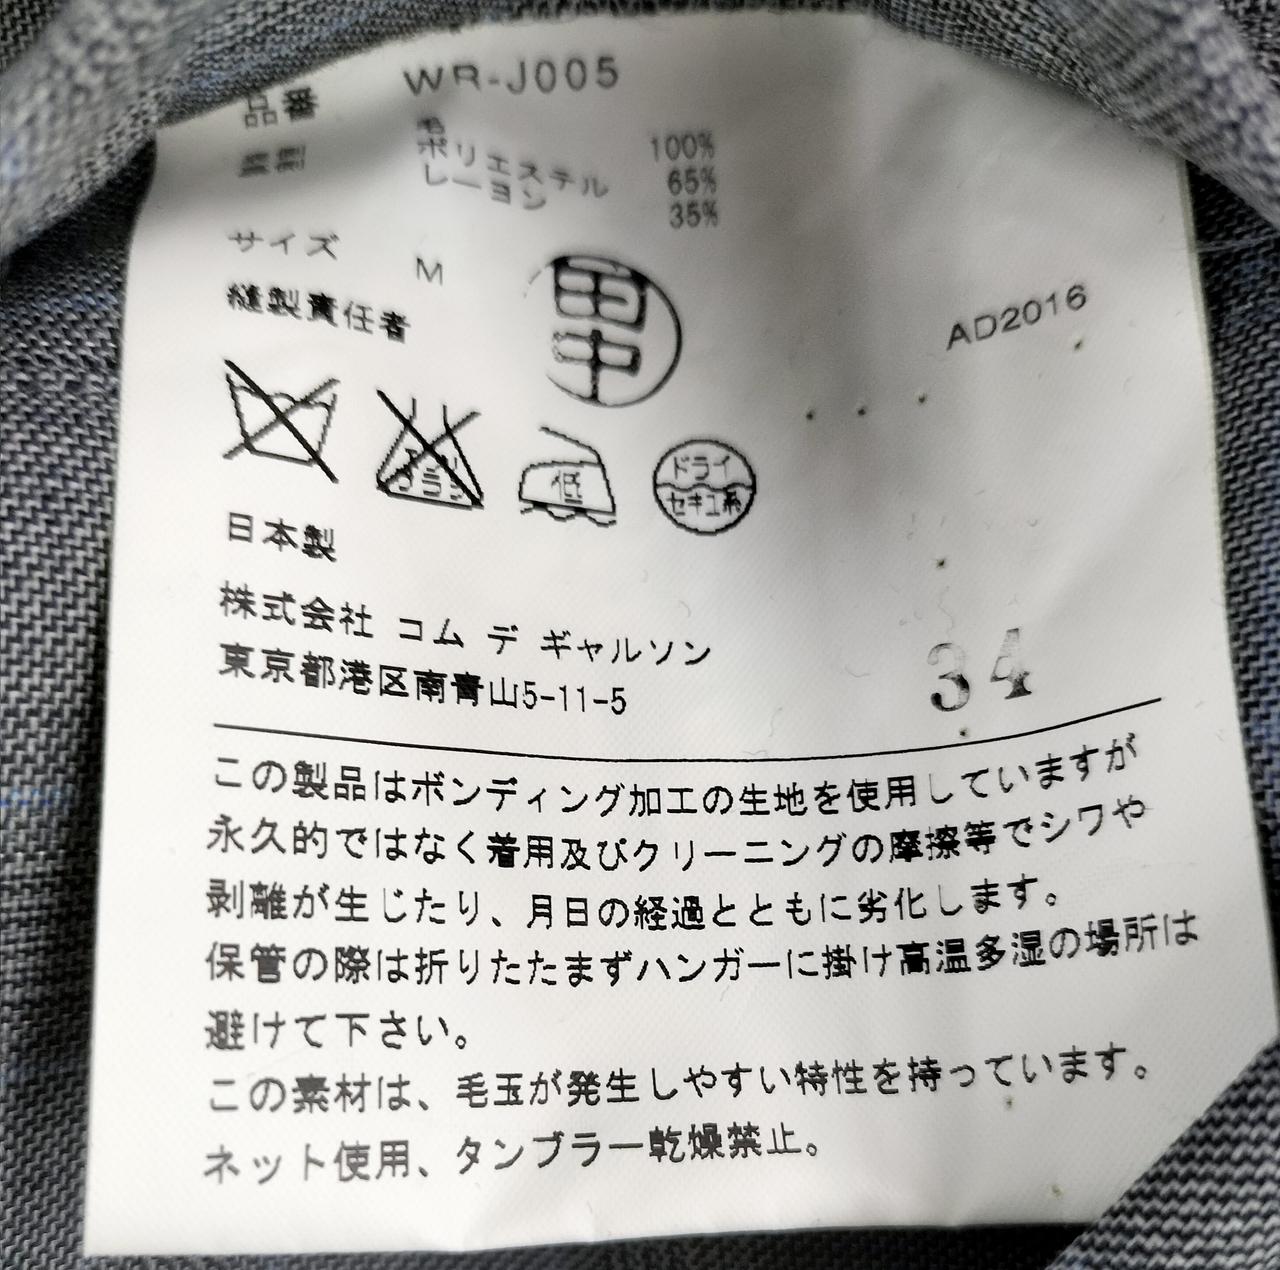 品番 WR-J005
組成 毛 100%
ポリエステル 65%
レーヨン 35%
サイズ M
縫製責任者 田中
AD2016
エンソサラシ
低
ドライ
セキユ系
日本製
株式会社 コム デ ギャルソン
東京都港区南青山5-11-5
34
この製品はボンディング加工の生地を使用していますが
永久的ではなく着用及びクリーニングの摩擦等でシワや
剥離が生じたり、月日の経過とともに劣化します。
保管の際は折りたたまずハンガーに掛け高温多湿の場所は
避けて下さい。
この素材は、毛玉が発生しやすい特性を持っています。
ネット使用、タンブラー乾燥禁止。